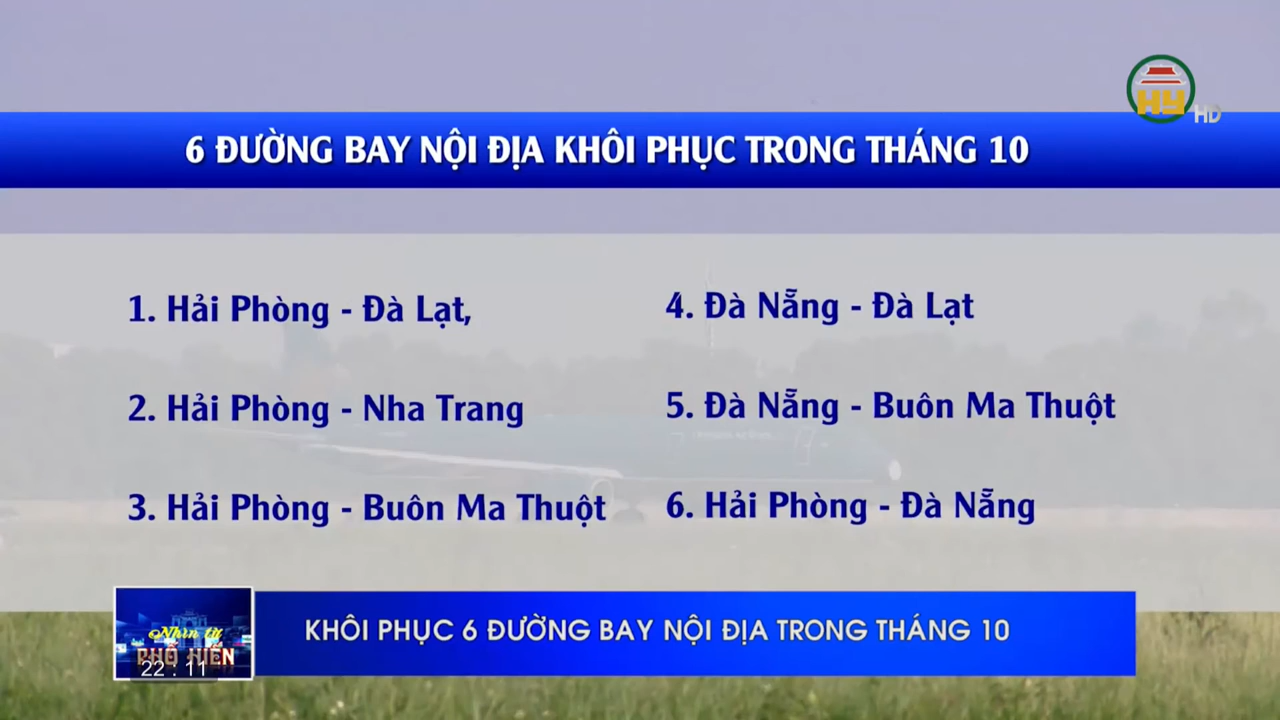 HY HD
6 ĐƯỜNG BAY NỘI ĐỊA KHÔI PHỤC TRONG THÁNG 10
1. Hải Phòng - Đà Lạt,
2. Hải Phòng - Nha Trang
3. Hải Phòng - Buôn Ma Thuột
4. Đà Nẵng - Đà Lạt
5. Đà Nẵng - Buôn Ma Thuột
6. Hải Phòng - Đà Nẵng
Nhìn từ
PHỐ HIẾN
22 : 11
KHÔI PHỤC 6 ĐƯỜNG BAY NỘI ĐỊA TRONG THÁNG 10